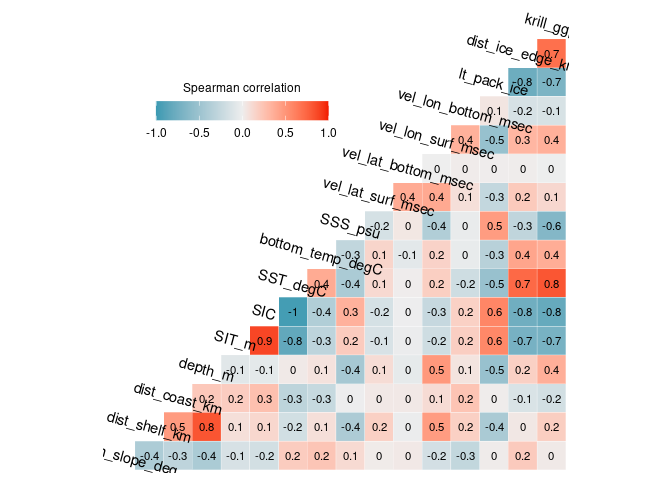 krill_gg
dist_ice_edge_k 0.7
Spearman correlation
-1.0 -0.5 0.0 0.5 1.0
lt_pack_ice -0.8 -0.7
vel_lon_bottom_msec 0.1 -0.2 -0.1
vel_lon_surf_msec 0.4 -0.5 0.3 0.4
vel_lat_bottom_msec 0 0 0 0 0
vel_lat_surf_msec 0.4 0.4 0.1 -0.3 0.2 0.1
SSS_psu -0.2 0 -0.4 0 0.5 -0.3 -0.6
bottom_temp_degC -0.3 0.1 -0.1 0.2 0 -0.3 0.4 0.4
SST_degC 0.4 -0.4 0.1 0 0.2 -0.2 -0.5 0.7 0.8
SIC -1 -0.4 0.3 -0.2 0 -0.3 0.2 0.6 -0.8 -0.8
SIT_m 0.9 -0.8 -0.3 0.2 -0.1 0 -0.1 0.2 0.6 -0.7 -0.7
depth_m -0.1 -0.1 0 0.1 -0.4 0.1 0 0.5 0.1 -0.5 0.2 0.4
dist_coast_km 0.2 0.2 0.3 -0.3 -0.3 0 0 0 0.1 0.2 0 -0.1 -0.2
dist_shelf_km 0.5 0.8 0.1 0.1 -0.2 0.1 -0.4 0.2 0 0.5 0.2 -0.4 0 0.2
_slope_deg -0.4 -0.3 -0.4 -0.1 -0.2 0.2 0.2 0.1 0 0 -0.2 -0.3 0 0.2 0